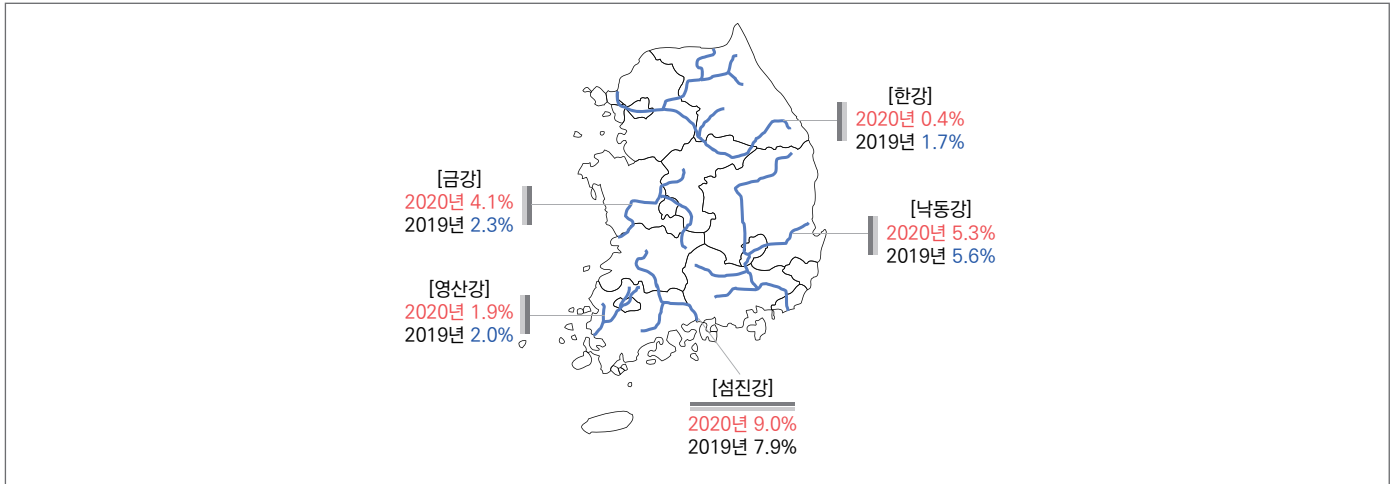 [한강]
2020년 0.4%
2019년 1.7%
[금강]
2020년 4.1%
2019년 2.3%
[낙동강]
2020년 5.3%
2019년 5.6%
[영산강]
2020년 1.9%
2019년 2.0%
[섬진강]
2020년 9.0%
2019년 7.9%